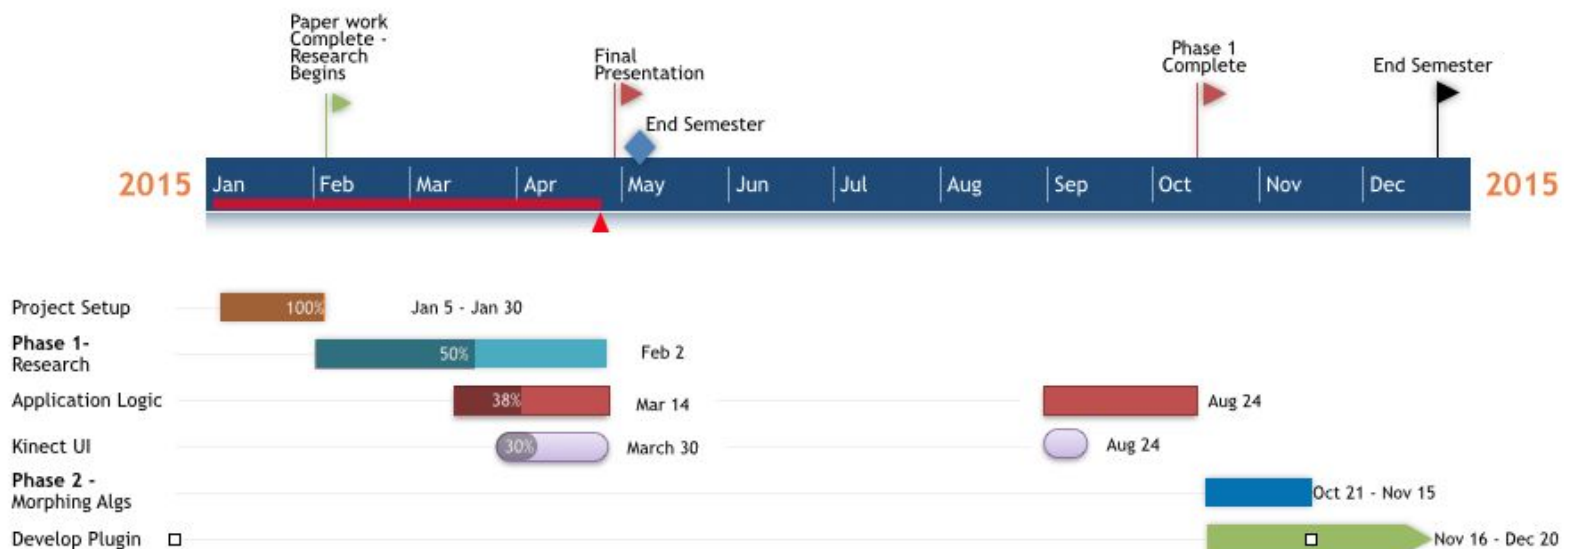 Paper work
Complete -
Research
Begins
Final
Presentation
End Semester
Phase 1
Complete
End Semester
2015 Jan Feb Mar Apr May Jun Jul Aug Sep Oct Nov Dec 2015
Project Setup 100% Jan 5 - Jan 30
Phase 1-
Research 50% Feb 2
Application Logic 38% Mar 14 Aug 24
Kinect UI 30% March 30 Aug 24
Phase 2 -
Morphing Algs Oct 21 - Nov 15
Develop Plugin Nov 16 - Dec 20